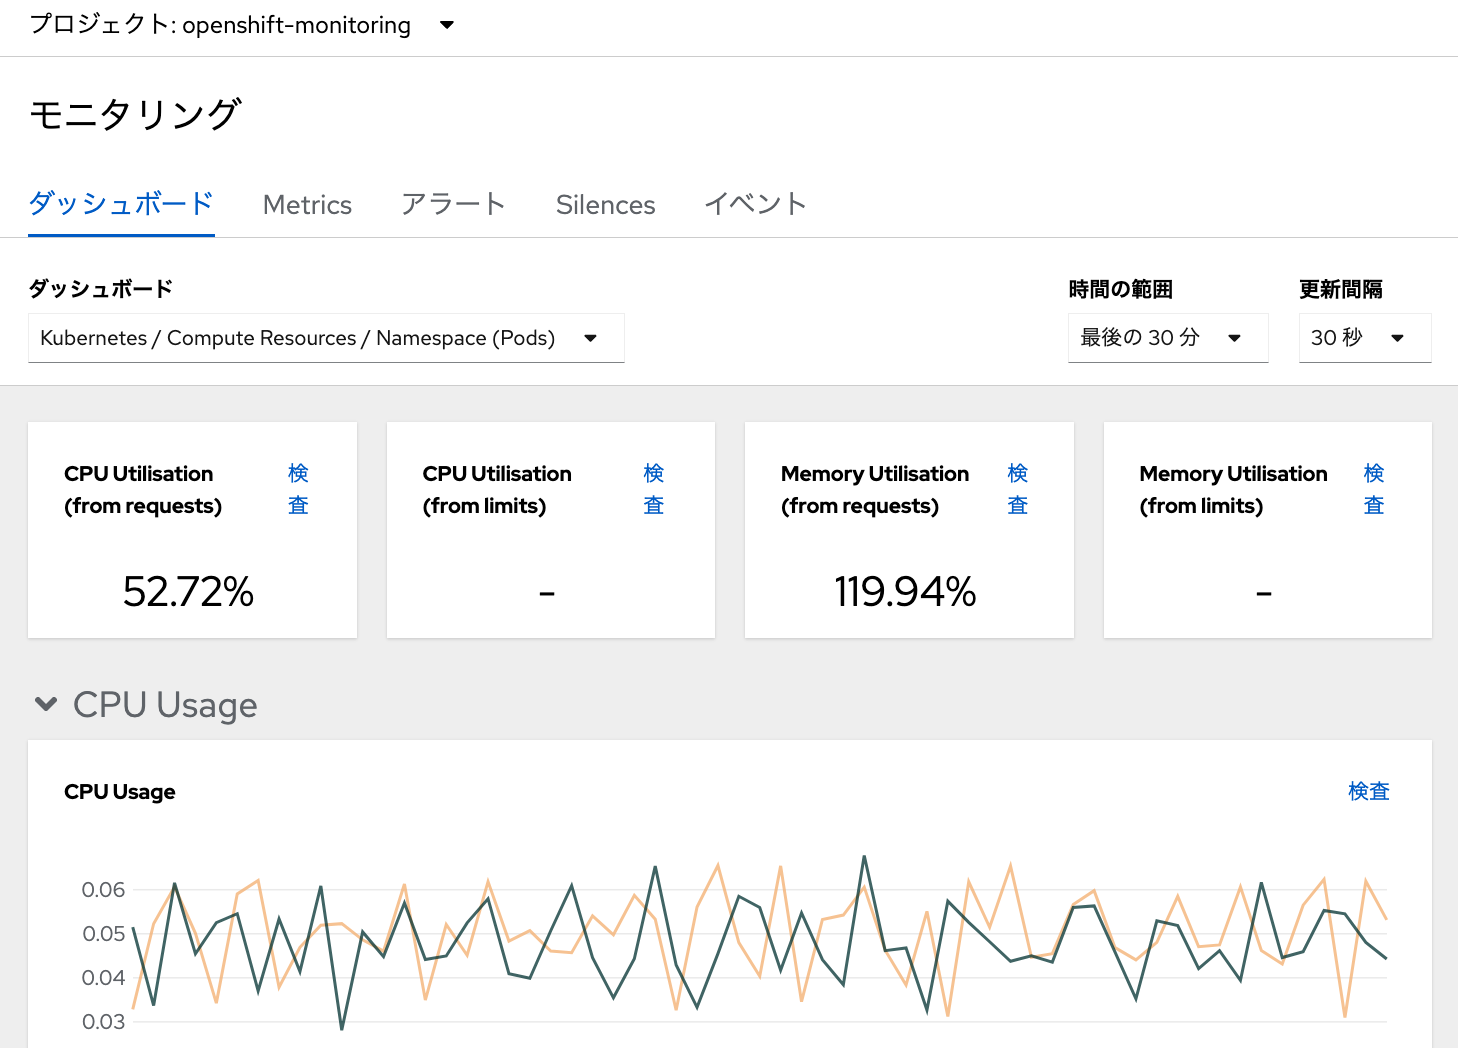 プロジェクト: openshift-monitoring
モニタリング
ダッシュボード Metrics アラート Silences イベント
ダッシュボード 時間の範囲 更新間隔
Kubernetes / Compute Resources / Namespace (Pods) 最後の 30 分 30 秒
CPU Utilisation 検 CPU Utilisation 検 Memory Utilisation 検 Memory Utilisation 検
(from requests) 査 (from limits) 査 (from requests) 査 (from limits) 査
52.72% - 119.94% -
CPU Usage
CPU Usage 検査
0.06
0.05
0.04
0.03